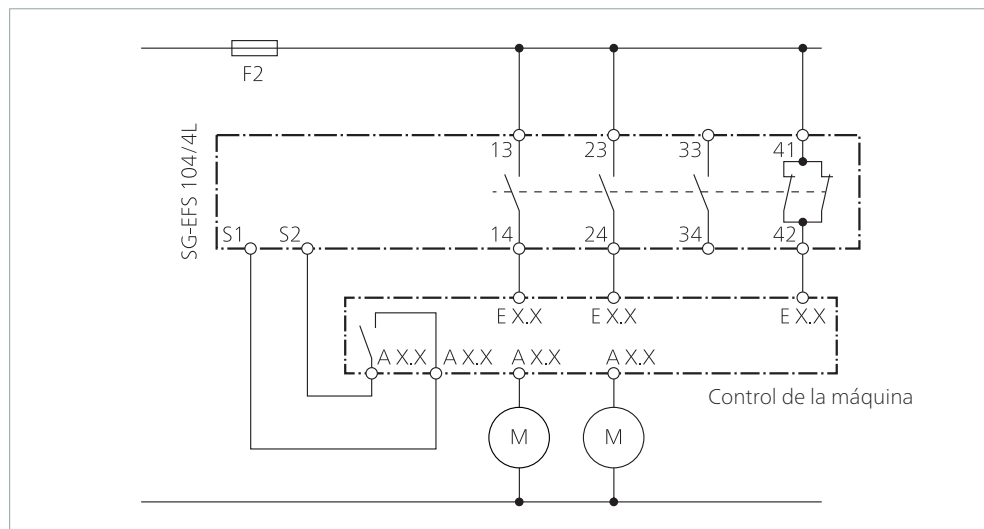 F2
SG-EFS 104/4L
13 23 33 41
S1 S2 14 24 34 42
E X.X E X.X E X.X
A X.X A X.X A X.X A X.X
Control de la máquina
M M